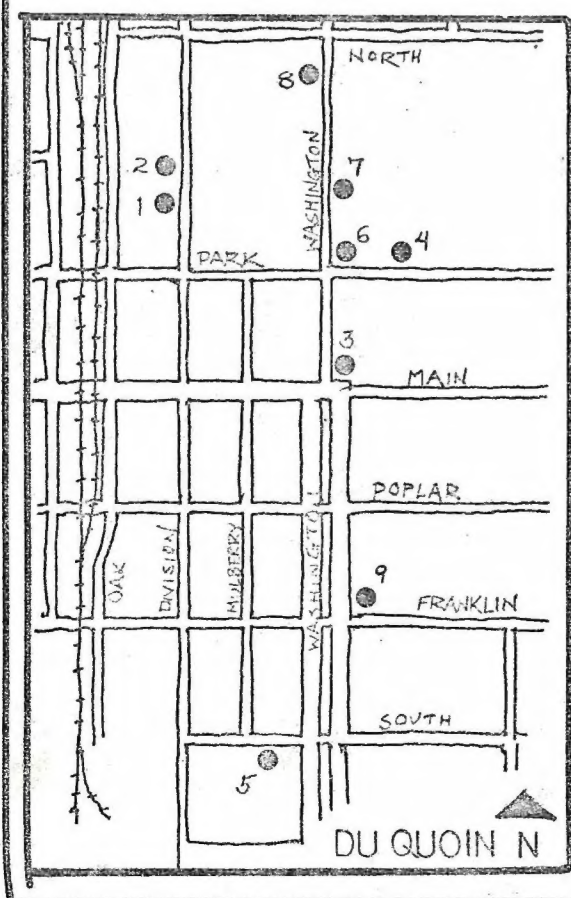 NORTH
8
WASHINGTON
2
7
1
6
4
PARK
3
MAIN
POPLAR
OAK
DIVISION
MULBERRY
WASHINGTON
9
FRANKLIN
SOUTH
5
DU QUOIN N